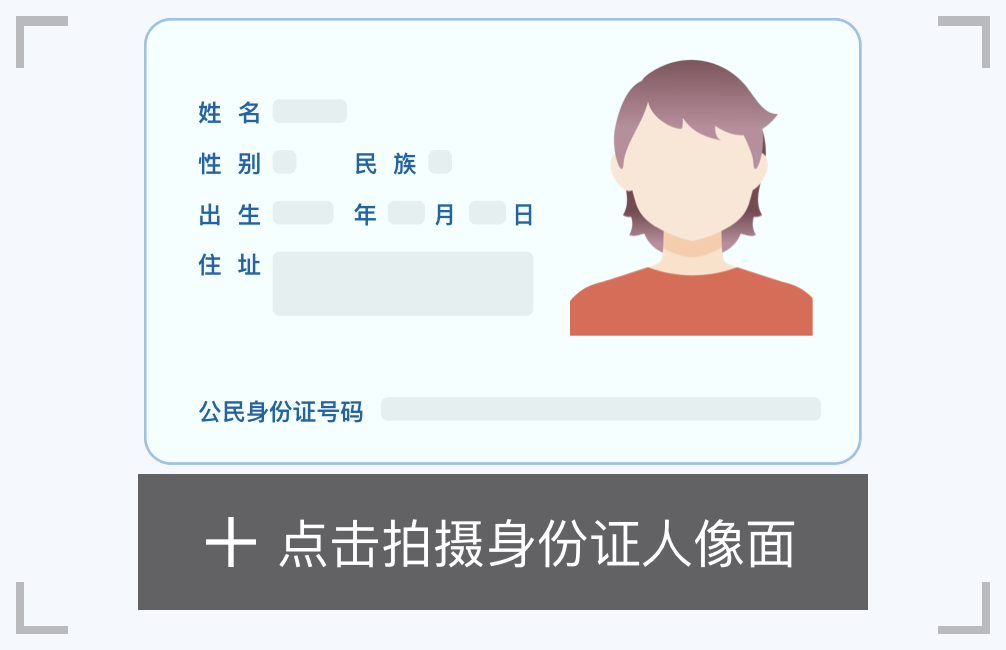 姓 名
性 别 民 族
出 生 年 月 日
住 址
公民身份证号码
十 点击拍摄身份证人像面